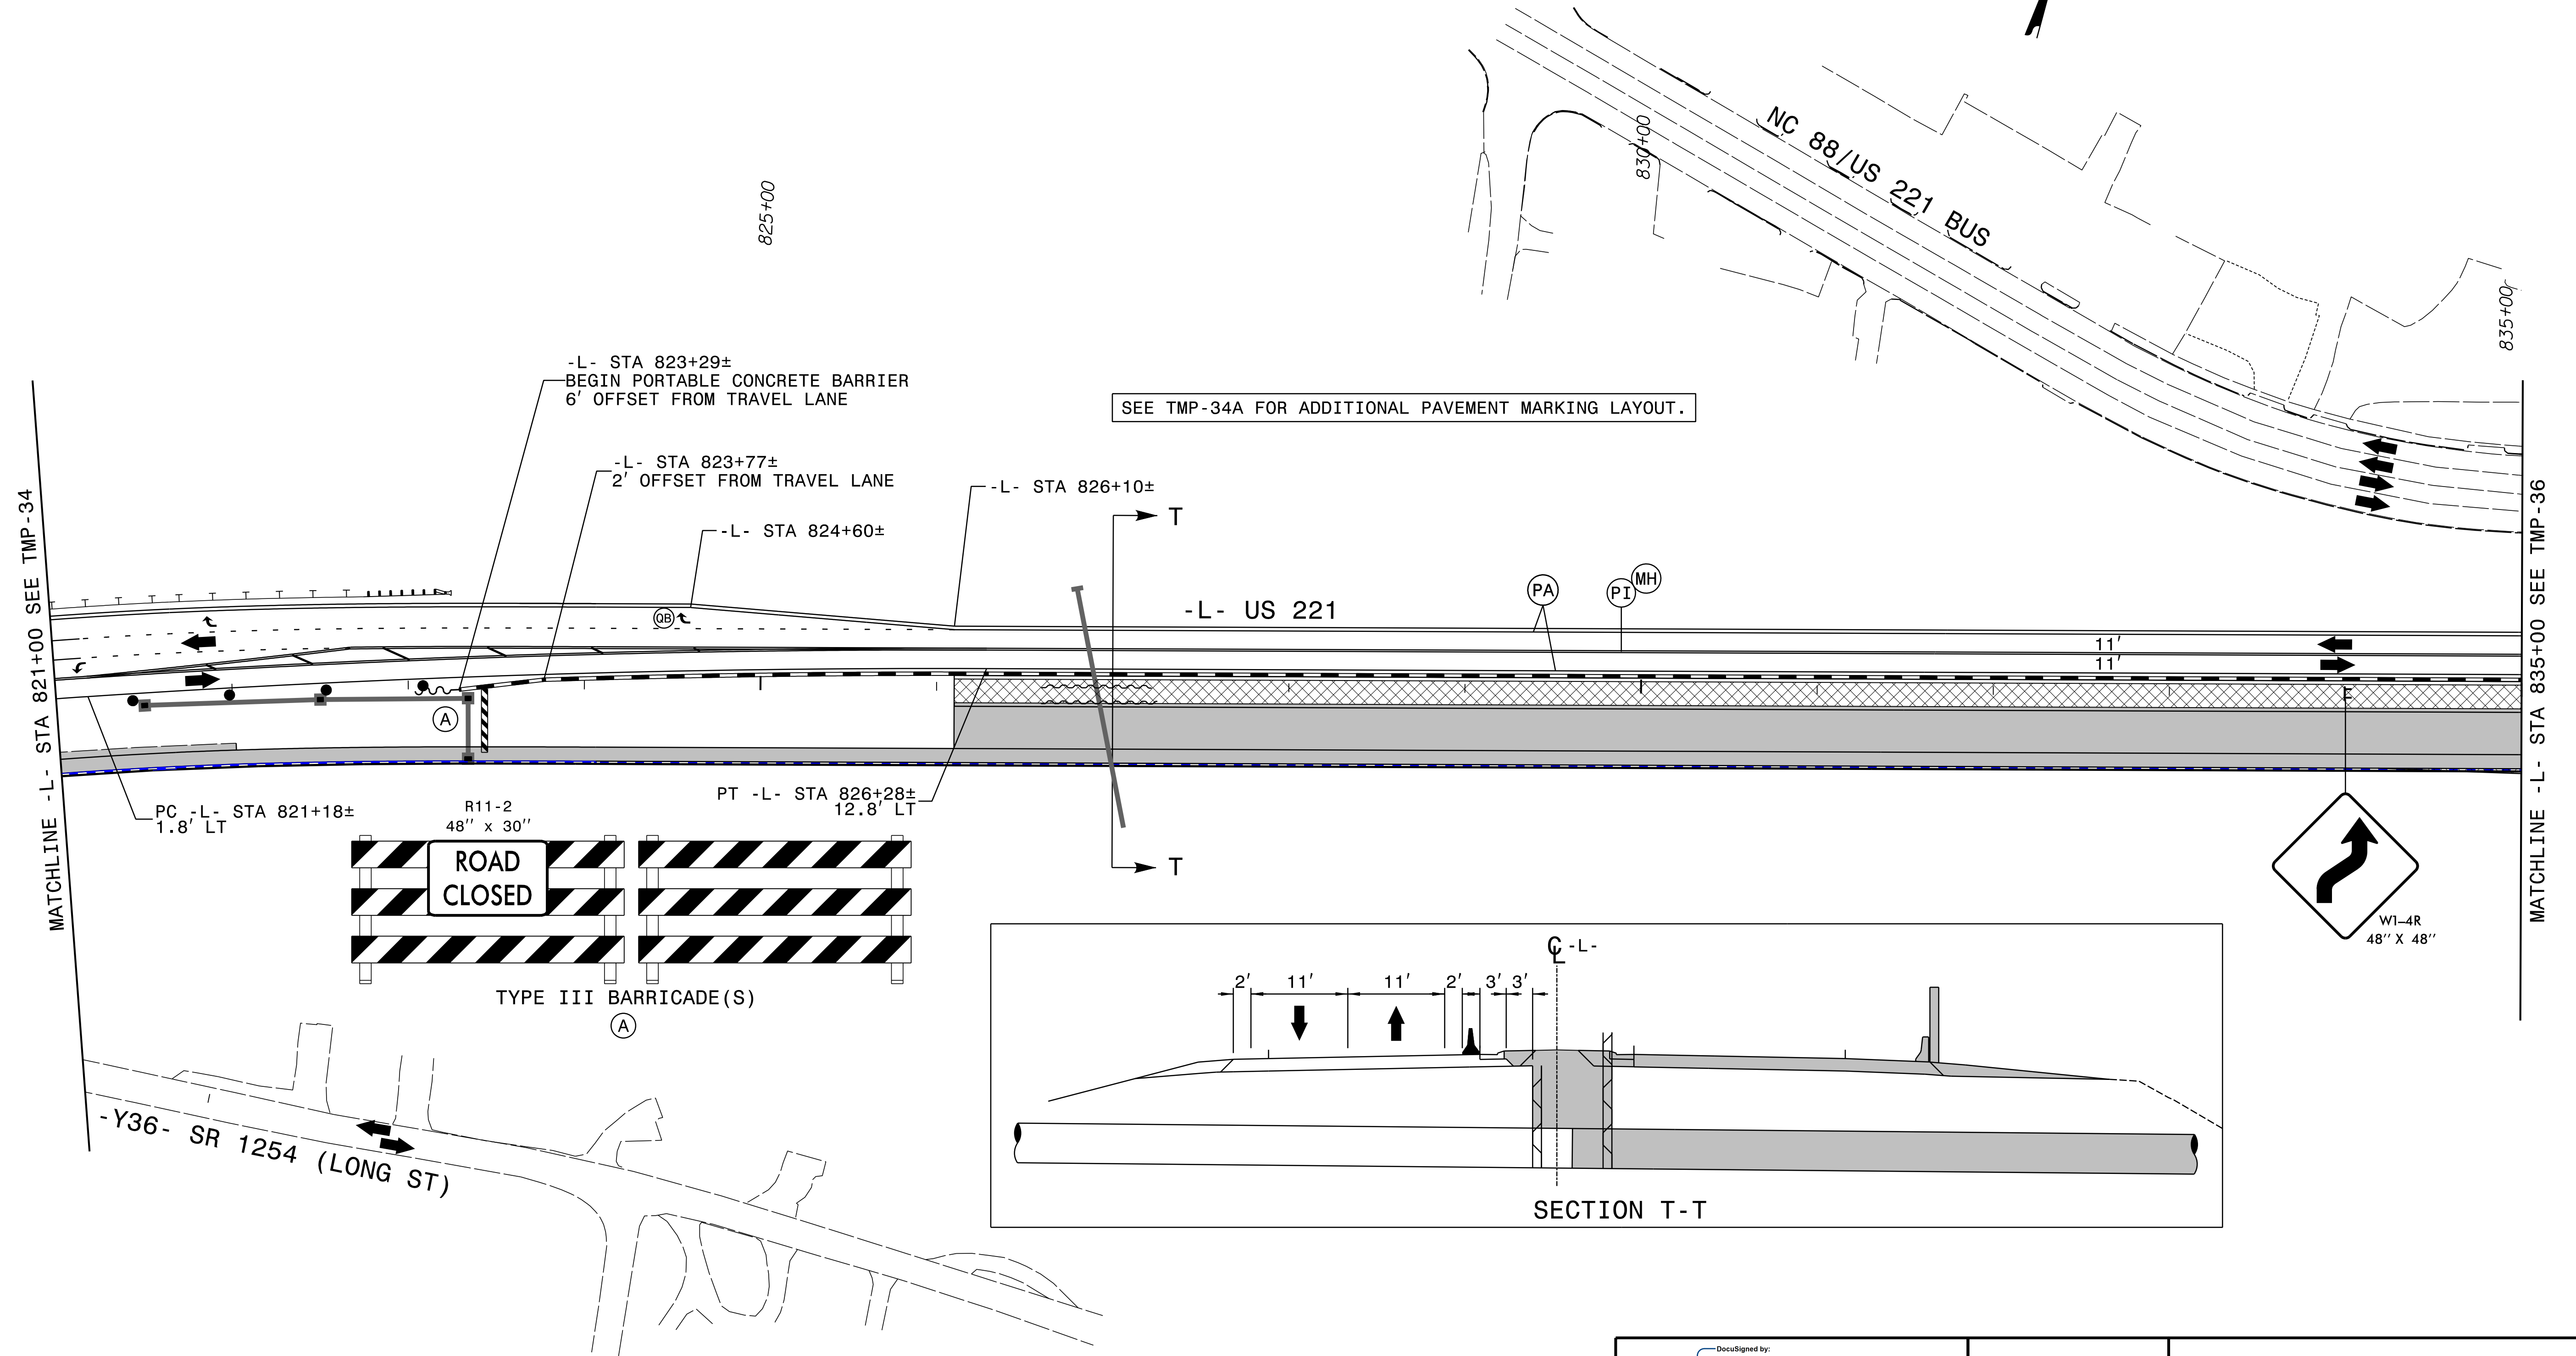 NC 88/US 221 BUS
830+00
825+00
835+00
-L- STA 823+29±
BEGIN PORTABLE CONCRETE BARRIER
6' OFFSET FROM TRAVEL LANE
SEE TMP-34A FOR ADDITIONAL PAVEMENT MARKING LAYOUT.
-L- STA 823+77±
2' OFFSET FROM TRAVEL LANE
-L- STA 826+10±
-L- STA 824+60±
T
MATCHLINE -L- STA 821+00 SEE TMP-34
MATCHLINE -L- STA 835+00 SEE TMP-36
PA
PI
MH
QB
-L- US 221
11'
11'
A
E
PC -L- STA 821+18±
1.8' LT
PT -L- STA 826+28±
12.8' LT
R11-2
48'' x 30''
ROAD
CLOSED
T
TYPE III BARRICADE(S)
A
W1-4R
48'' X 48''
℄ -L-
2' 11' 11' 2' 3' 3'
SECTION T-T
-Y36- SR 1254 (LONG ST)
DocuSigned by: